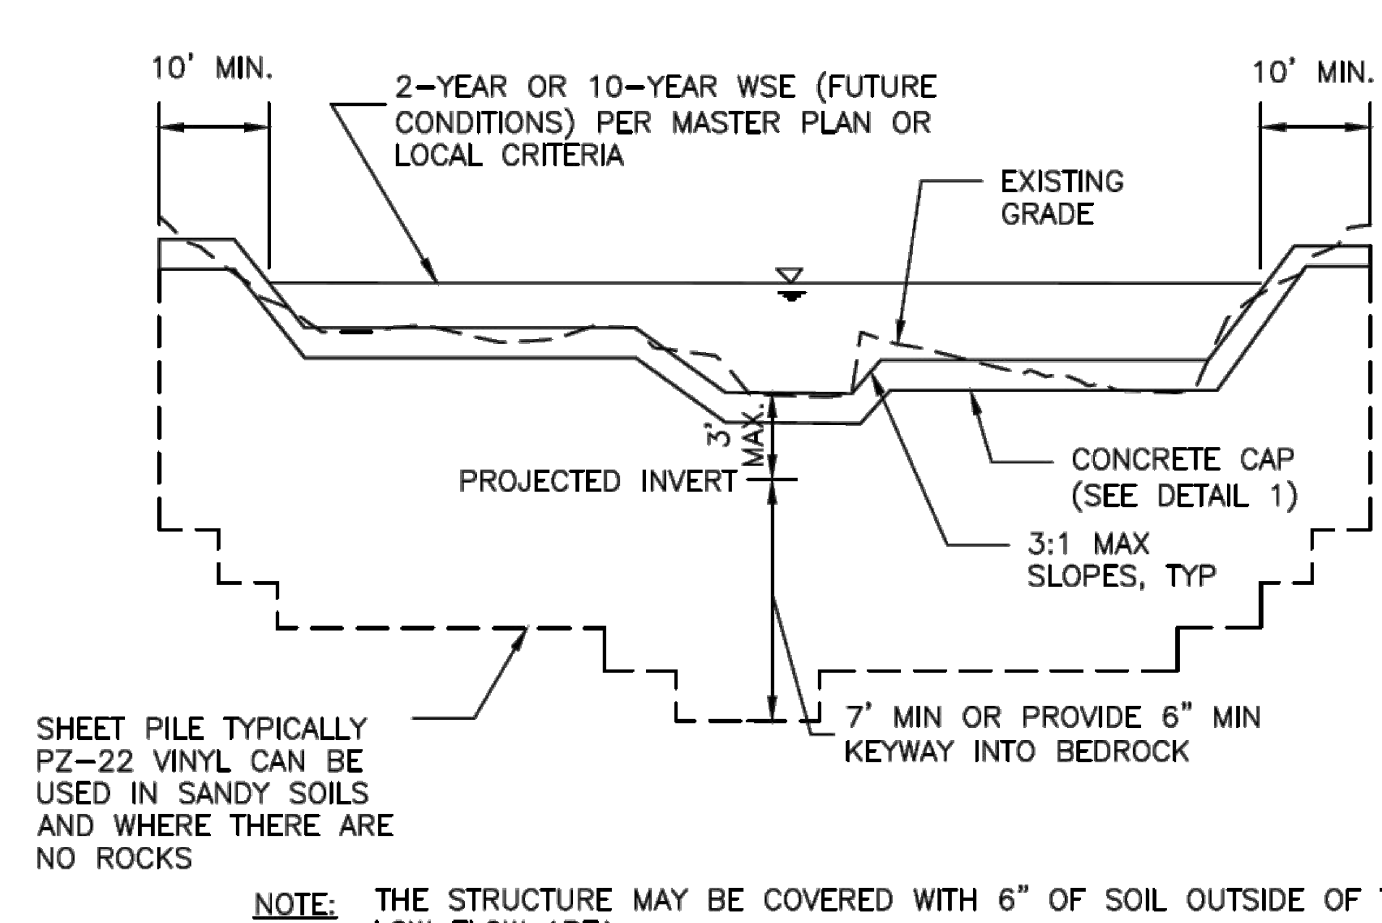 10' MIN.
10' MIN.
2-YEAR OR 10-YEAR WSE (FUTURE
CONDITIONS) PER MASTER PLAN OR
LOCAL CRITERIA
EXISTING
GRADE
3'
MAX.
PROJECTED INVERT
CONCRETE CAP
(SEE DETAIL 1)
3:1 MAX
SLOPES, TYP
7' MIN OR PROVIDE 6" MIN
KEYWAY INTO BEDROCK
SHEET PILE TYPICALLY
PZ-22 VINYL CAN BE
USED IN SANDY SOILS
AND WHERE THERE ARE
NO ROCKS
NOTE: THE STRUCTURE MAY BE COVERED WITH 6" OF SOIL OUTSIDE OF
LOW FLOW AREA